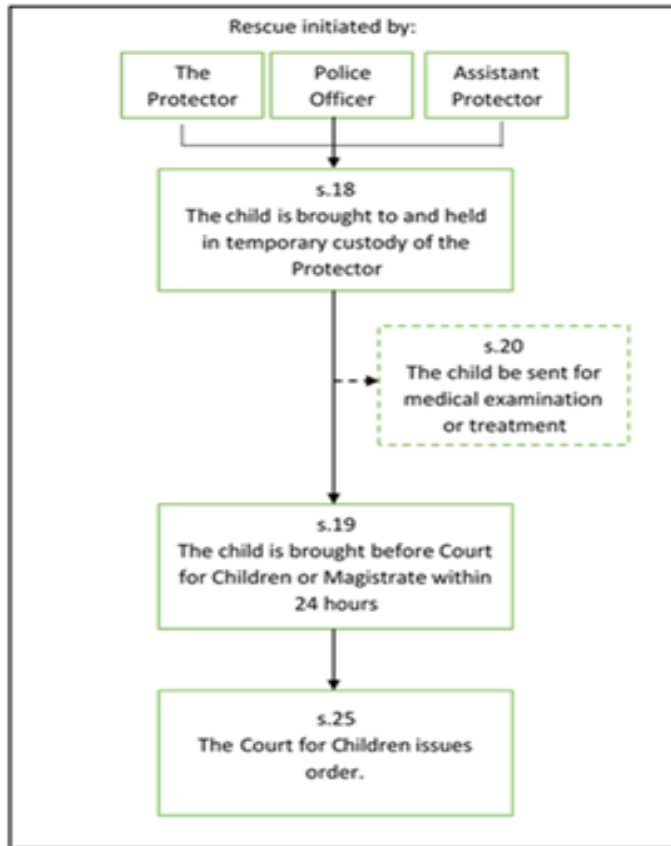 Rescue initiated by:
The
Protector
Police
Officer
Assistant
Protector
s.18
The child is brought to and held
in temporary custody of the
Protector
s.20
The child be sent for
medical examination
or treatment
s.19
The child is brought before Court
for Children or Magistrate within
24 hours
s.25
The Court for Children issues
order.